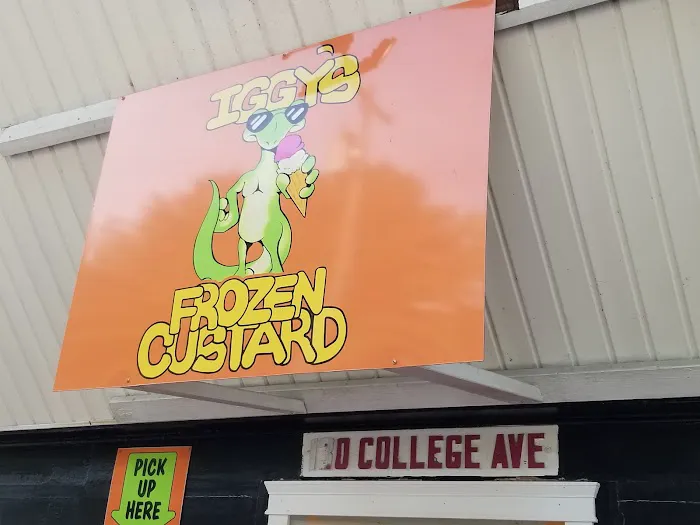 IGGY'S
FROZEN
CUSTARD
COLLEGE AVE
PICK
UP
HERE